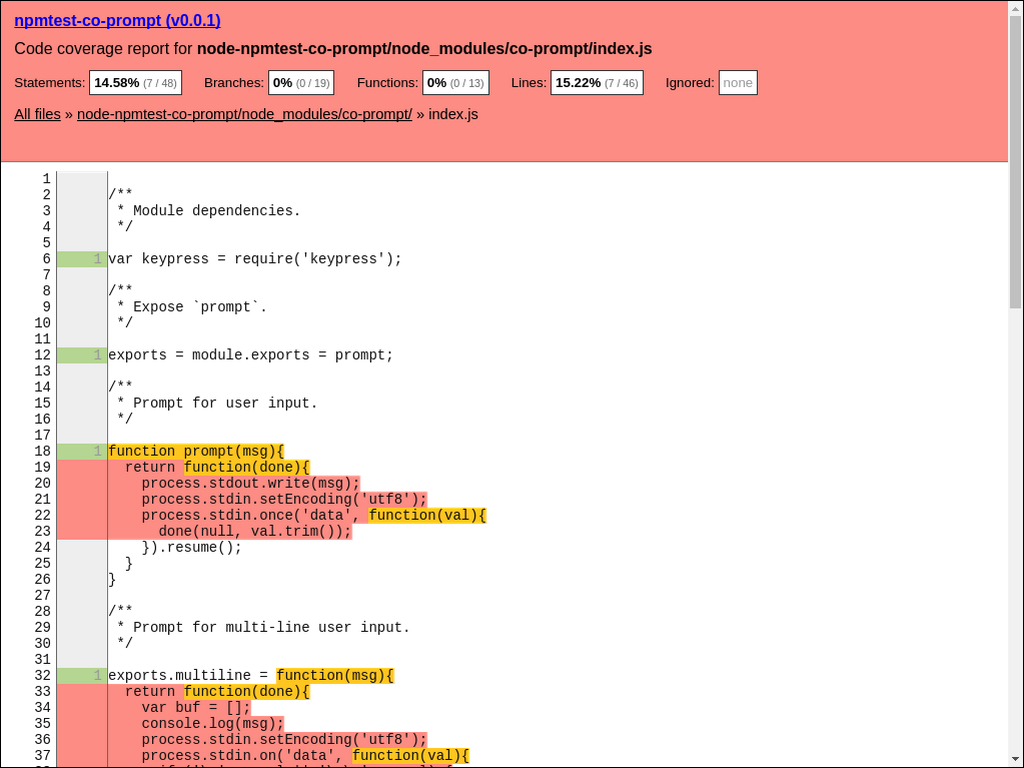 npmtest-co-prompt (v0.0.1)
Code coverage report for node-npmtest-co-prompt/node_modules/co-prompt/index.js
Statements: 14.58% (7 / 48) Branches: 0% (0 / 19) Functions: 0% (0 / 13) Lines: 15.22% (7 / 46) Ignored: none
All files » node-npmtest-co-prompt/node_modules/co-prompt/ » index.js
1
2 /**
3  * Module dependencies.
4  */
5
6 1 var keypress = require('keypress');
7
8 /**
9  * Expose `prompt`.
10  */
11
12 1 exports = module.exports = prompt;
13
14 /**
15  * Prompt for user input.
16  */
17
18 1 function prompt(msg){
19   return function(done){
20     process.stdout.write(msg);
21     process.stdin.setEncoding('utf8');
22     process.stdin.once('data', function(val){
23       done(null, val.trim());
24     }).resume();
25   }
26 }
27
28 /**
29  * Prompt for multi-line user input.
30  */
31
32 1 exports.multiline = function(msg){
33   return function(done){
34     var buf = [];
35     console.log(msg);
36     process.stdin.setEncoding('utf8');
37     process.stdin.on('data', function(val){